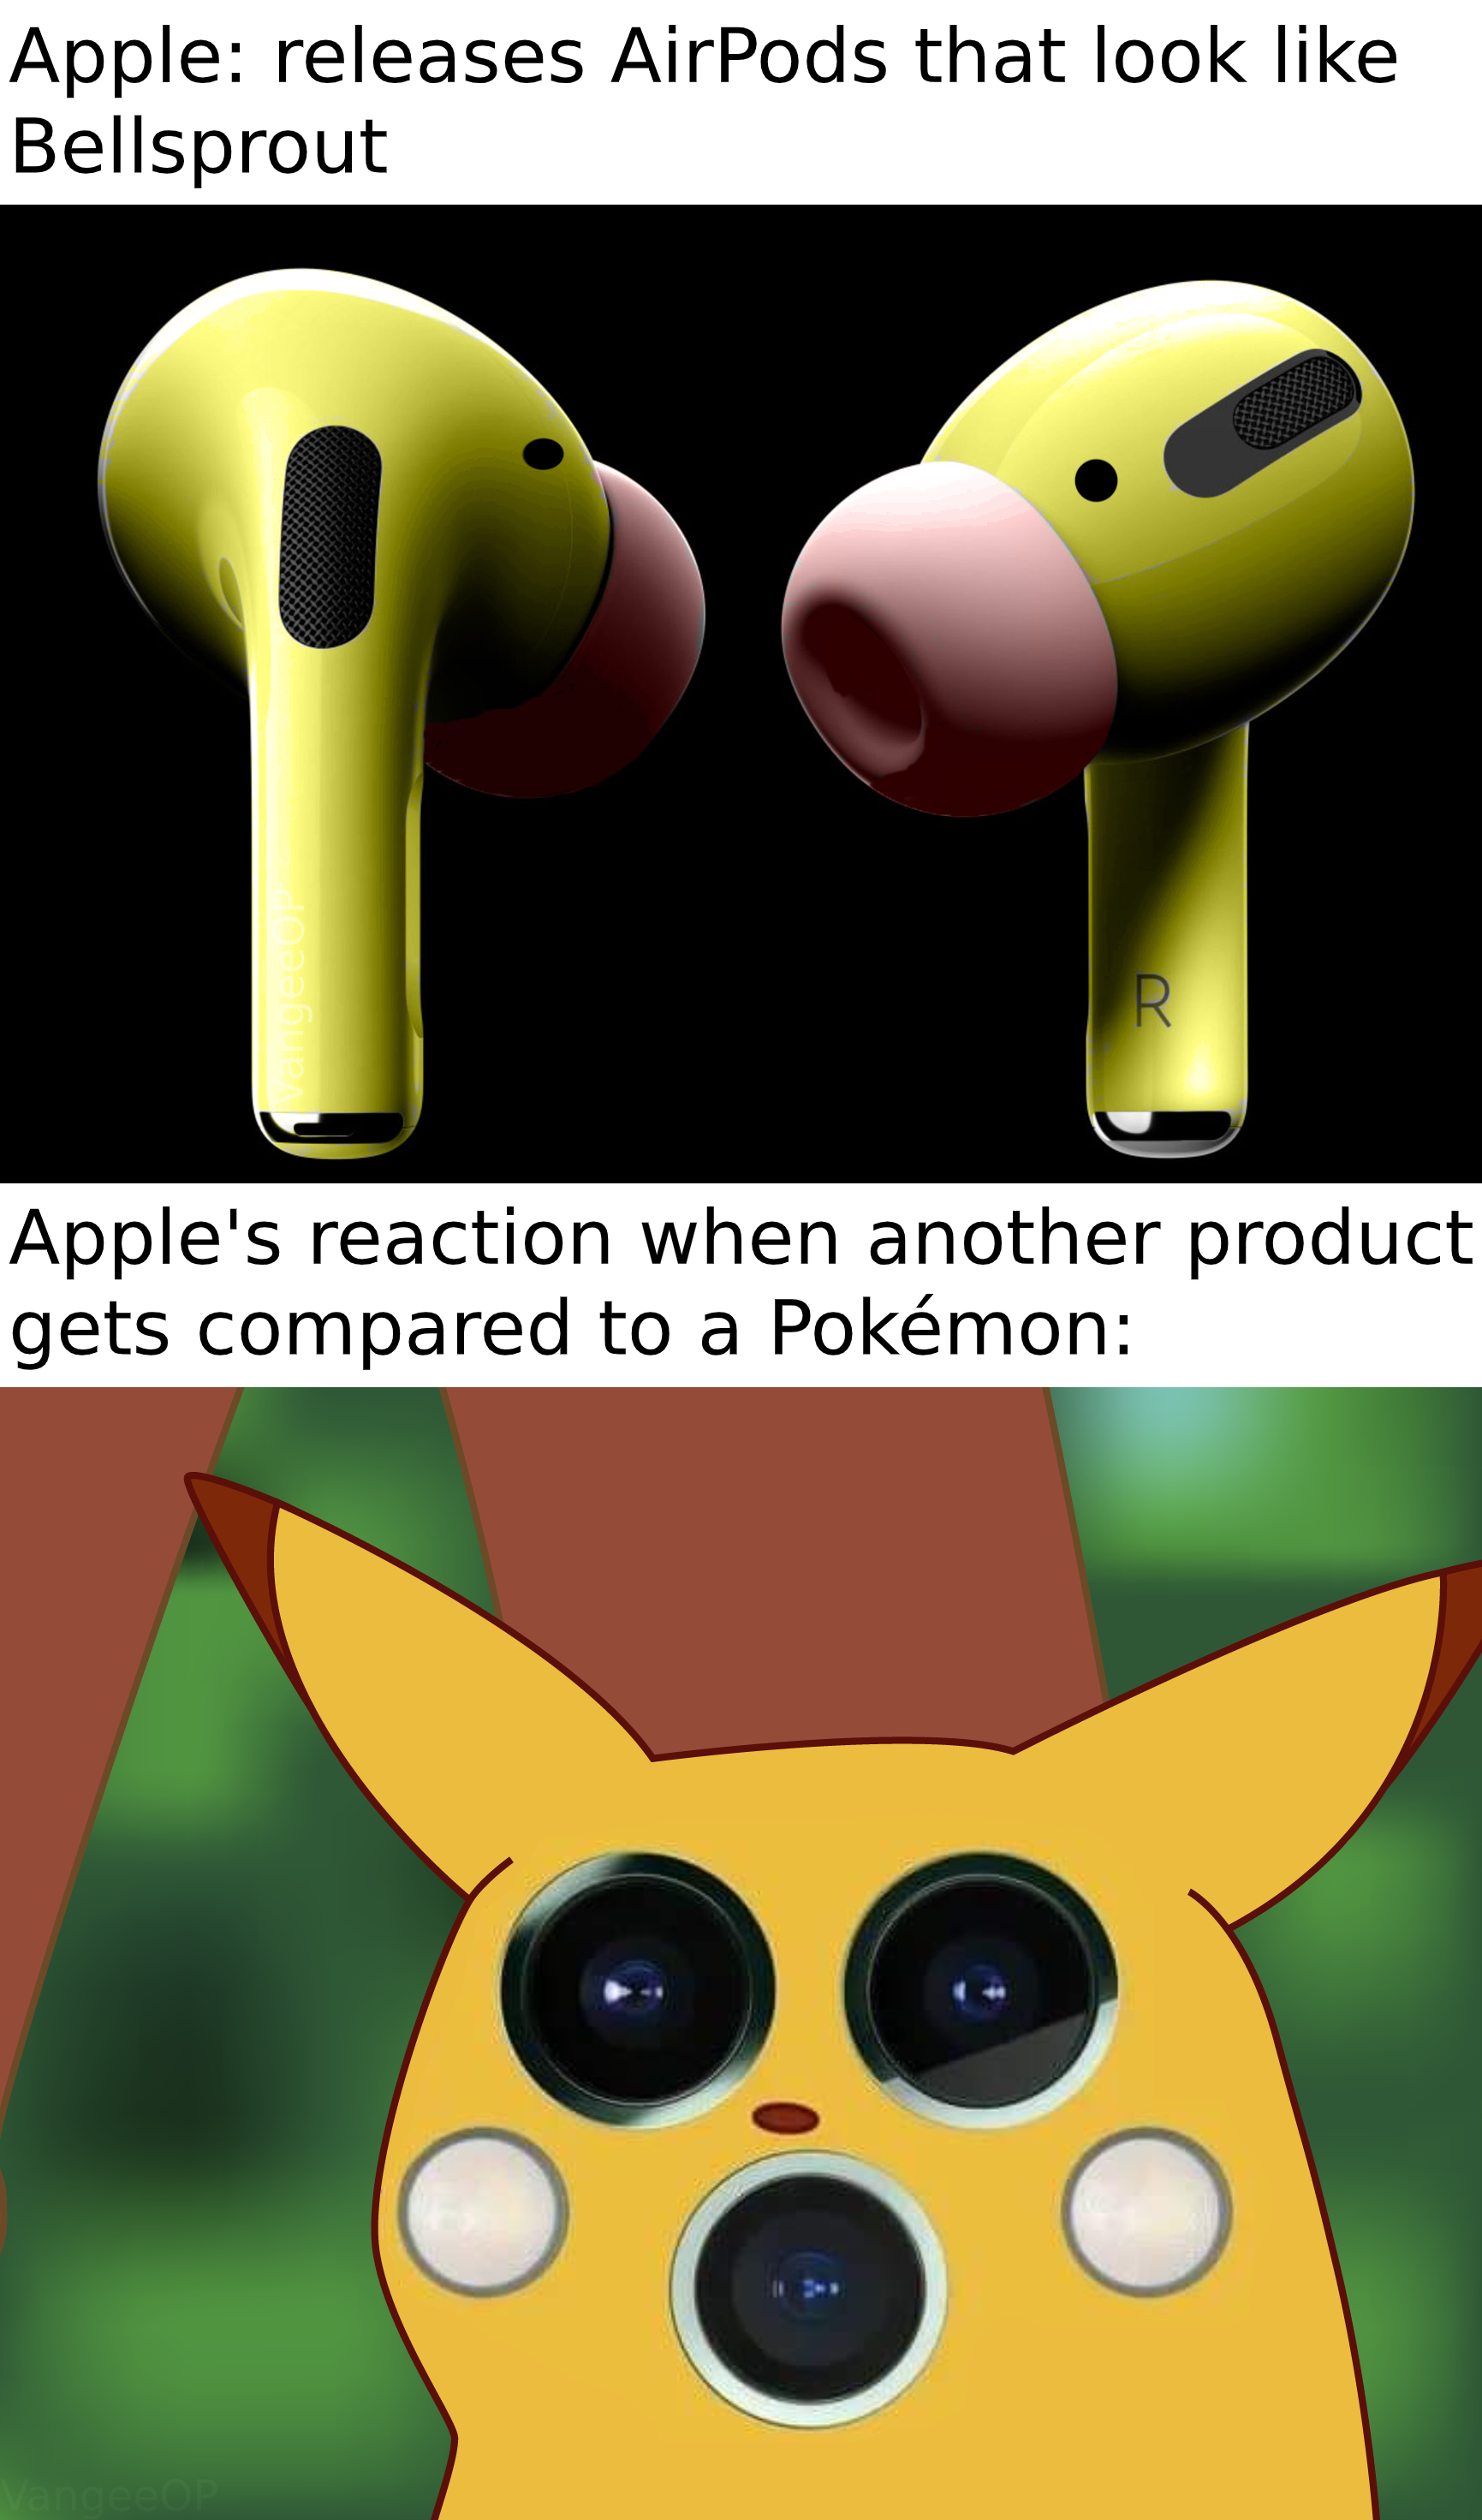 Apple: releases AirPods that look like
Bellsprout
VangeeOP
R
Apple's reaction when another product
gets compared to a Pokémon:
VangeeOP